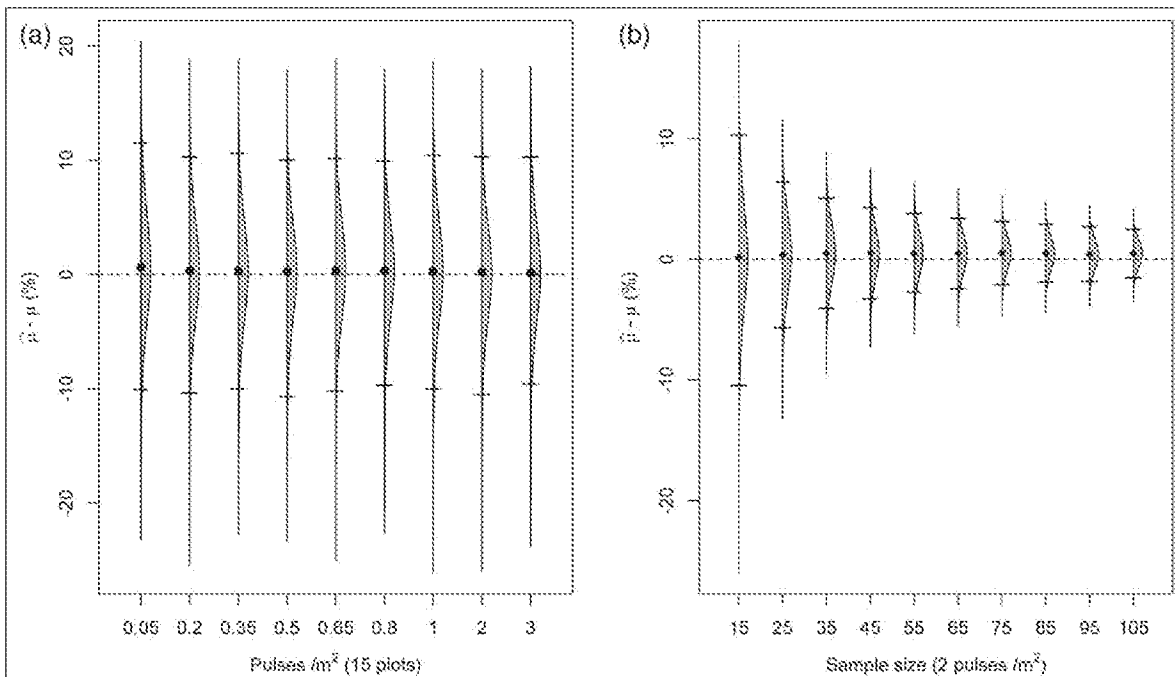 (a)
20
10
0
-10
-20
μ̂ - μ (%)
0.05 0.2 0.35 0.5 0.65 0.8 1 2 3
Pulses /m² (15 plots)
(b)
10
0
-10
-20
μ̂ - μ (%)
15 25 35 45 55 65 75 85 95 105
Sample size (2 pulses /m²)